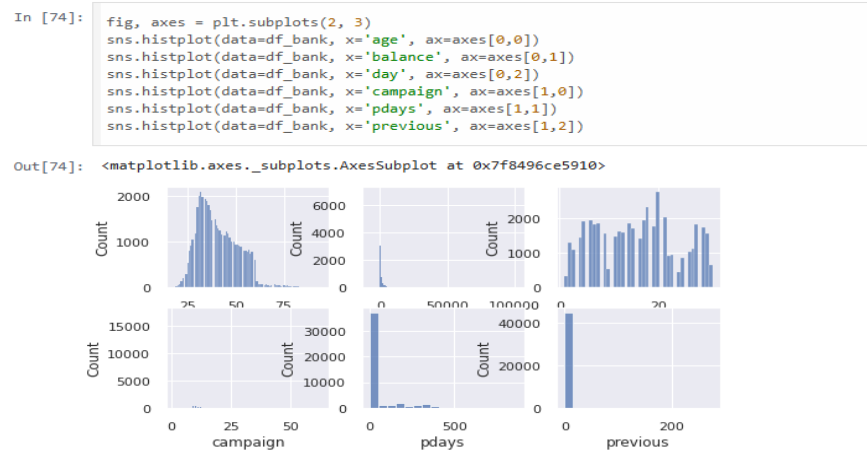 In [74]:
fig, axes = plt.subplots(2, 3)
sns.histplot(data=df_bank, x='age', ax=axes[0,0])
sns.histplot(data=df_bank, x='balance', ax=axes[0,1])
sns.histplot(data=df_bank, x='day', ax=axes[0,2])
sns.histplot(data=df_bank, x='campaign', ax=axes[1,0])
sns.histplot(data=df_bank, x='pdays', ax=axes[1,1])
sns.histplot(data=df_bank, x='previous', ax=axes[1,2])
Out[74]: <matplotlib.axes._subplots.AxesSubplot at 0x7f8496ce5910>
Count
2000
1000
0
25 50 75
Count
6000
4000
2000
0
0 50000 100000
Count
2000
1000
0
0 20
Count
15000
10000
5000
0
0 25 50
campaign
Count
30000
20000
10000
0
0 500
pdays
Count
40000
20000
0
0 200
previous